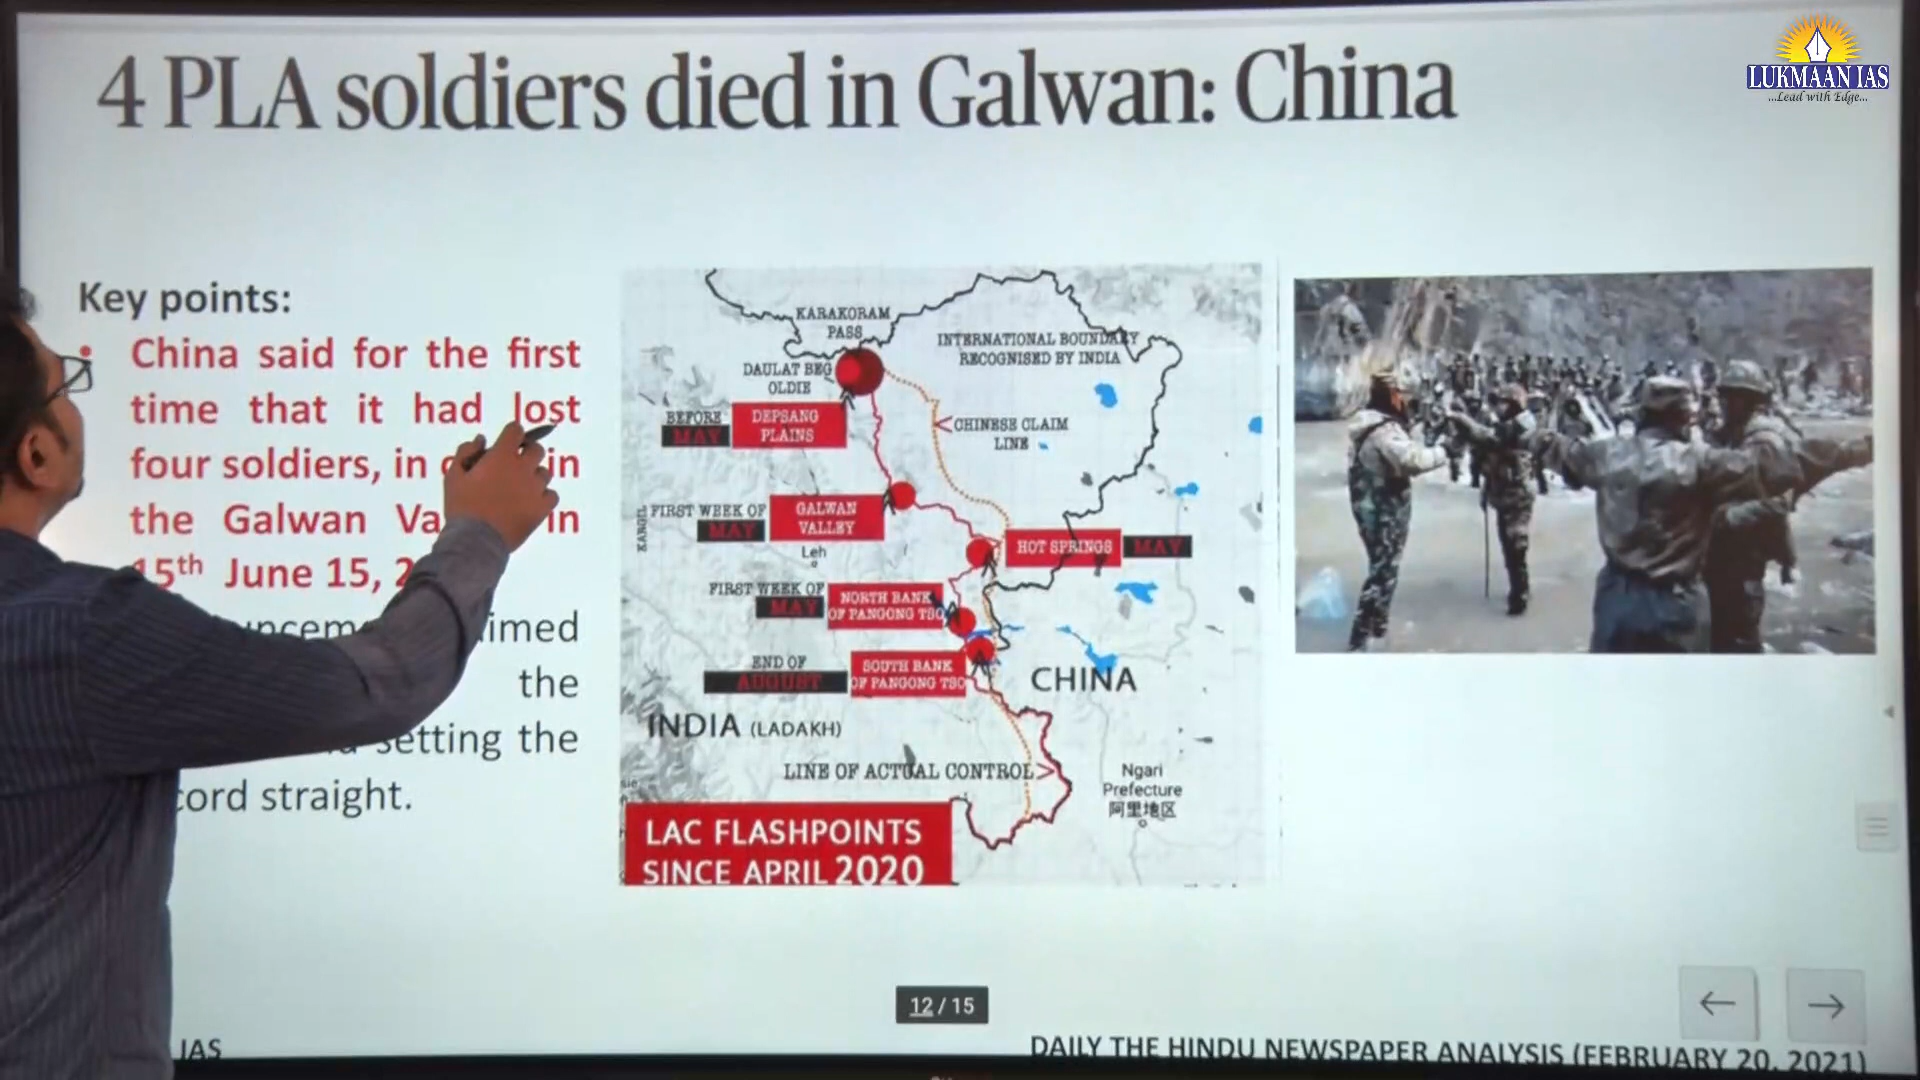 4 PLA soldiers died in Galwan: China
LUKMAAN IAS
...Lead with Edge...
Key points:
• China said for the first
time that it had lost
four soldiers, in in
the Galwan in
15th June 15,
the
setting the
straight.
KARAKORAM
PASS
INTERNATIONAL BOUNDARY
RECOGNISED BY INDIA
DAULAT BEG
OLDIE
BEFORE
MAY
DEPSANG
PLAINS
CHINESE CLAIM
LINE
KARGIL
FIRST WEEK OF
MAY
GALWAN
VALLEY
Leh
HOT SPRINGS
MAY
FIRST WEEK OF
MAY
NORTH BANK
OF PANGONG TSO
END OF
AUGUST
SOUTH BANK
OF PANGONG TSO
CHINA
INDIA (LADAKH)
LINE OF ACTUAL CONTROL
Ngari
Prefecture
阿里地区
LAC FLASHPOINTS
SINCE APRIL 2020
12 / 15
IAS
DAILY THE HINDU NEWSPAPER ANALYSIS (FEBRUARY 20, 2021)